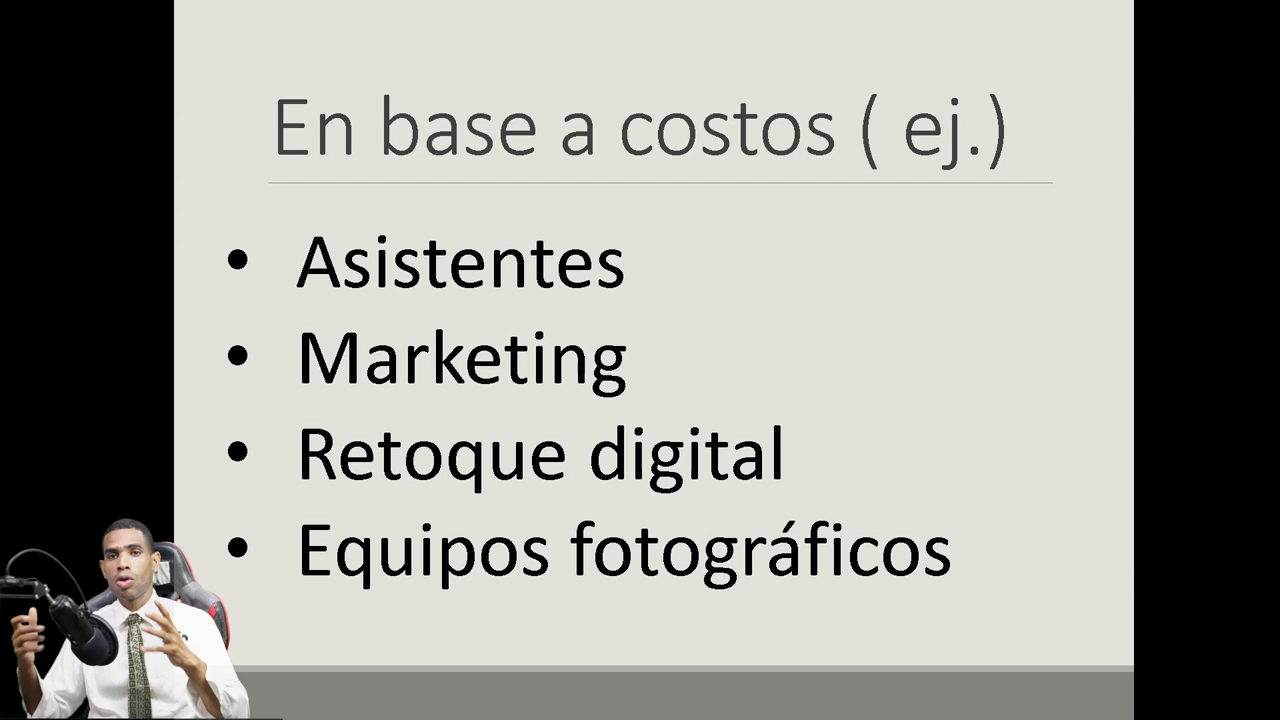 En base a costos ( ej.)
• Asistentes
• Marketing
• Retoque digital
• Equipos fotográficos